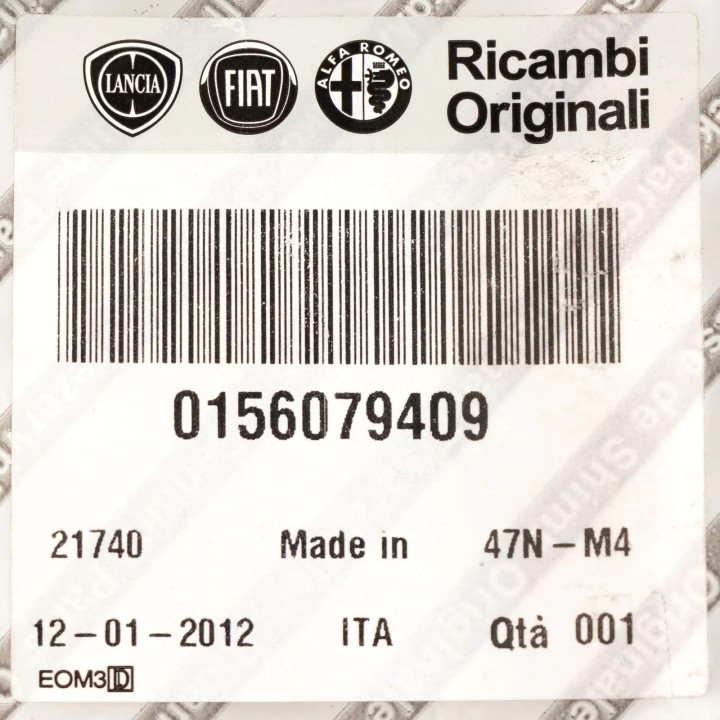 LANCIA FIAT ALFA ROMEO Ricambi
Originali
0156079409
21740 Made in 47N-M4
12-01-2012 ITA Qtà 001
EOM3D